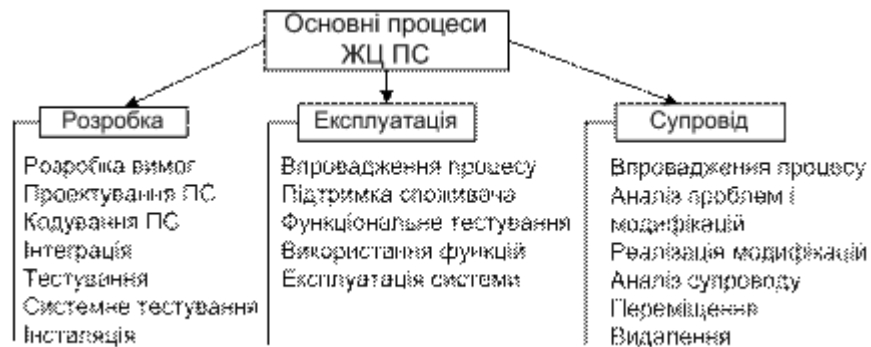 Основні процеси
ЖЦ ПС
Розробка
Розробка вимог
Проектування ПС
Кодування ПС
Інтеграція
Тестування
Системне тестування
Інсталяція
Експлуатація
Впровадження процесу
Підтримка споживача
Функціональне тестування
Використання функцій
Експлуатація системи
Супровід
Впровадження процесу
Аналіз проблем і
модифікацій
Реалізація модифікацій
Аналіз супроводу
Переміщення
Видалення